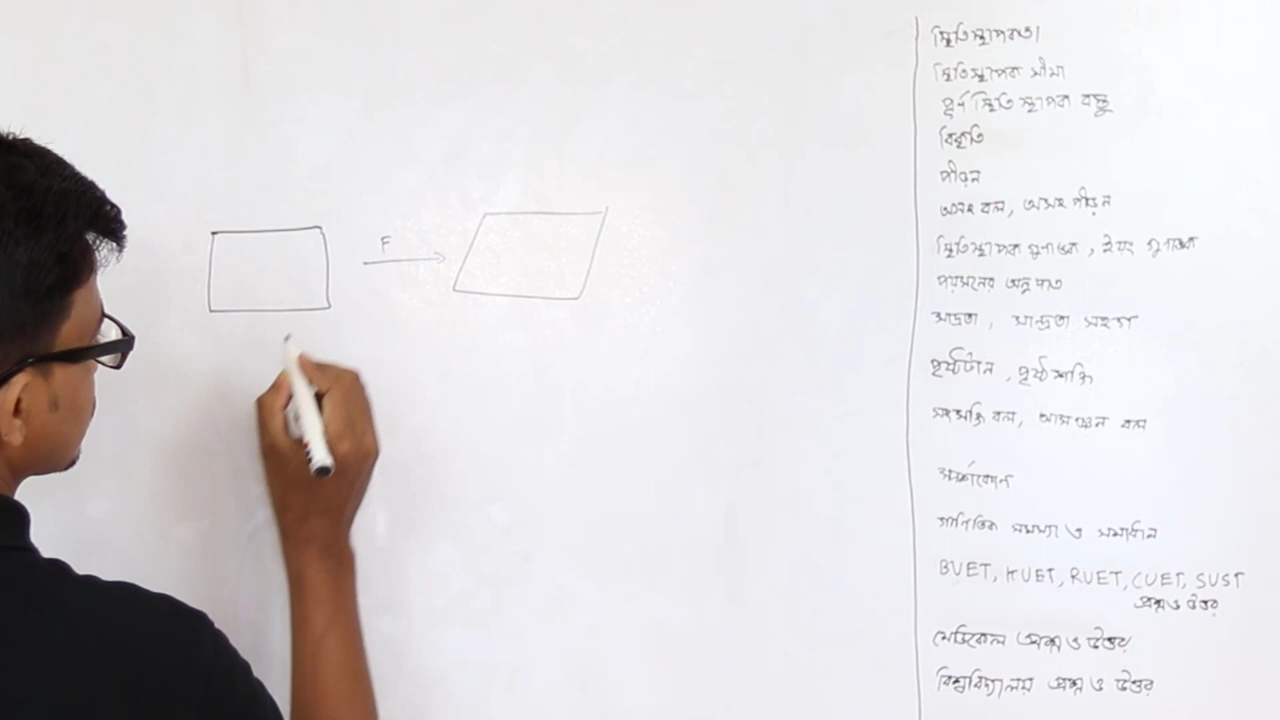 F
স্থিতিস্থাপকতা
স্থিতিস্থাপক সীমা
পূর্ণ স্থিতিস্থাপক বস্তু
বিকৃতি
পীড়ন
অসহ বল, অসহ পীড়ন
স্থিতিস্থাপক গুণাঙ্ক, ইয়ং গুণাঙ্ক
পয়সনের অনুপাত
সান্দ্রতা, সান্দ্রতা সহগ
পৃষ্ঠটান, পৃষ্ঠশক্তি
সংসক্তি বল, আসঞ্জন বল
স্পর্শকোণ
গাণিতিক সমস্যা ও সমাধান
BUET, KUET, RUET, CUET, SUST
প্রশ্ন ও উত্তর
মেডিকেল প্রশ্ন ও উত্তর
বিশ্ববিদ্যালয় প্রশ্ন ও উত্তর